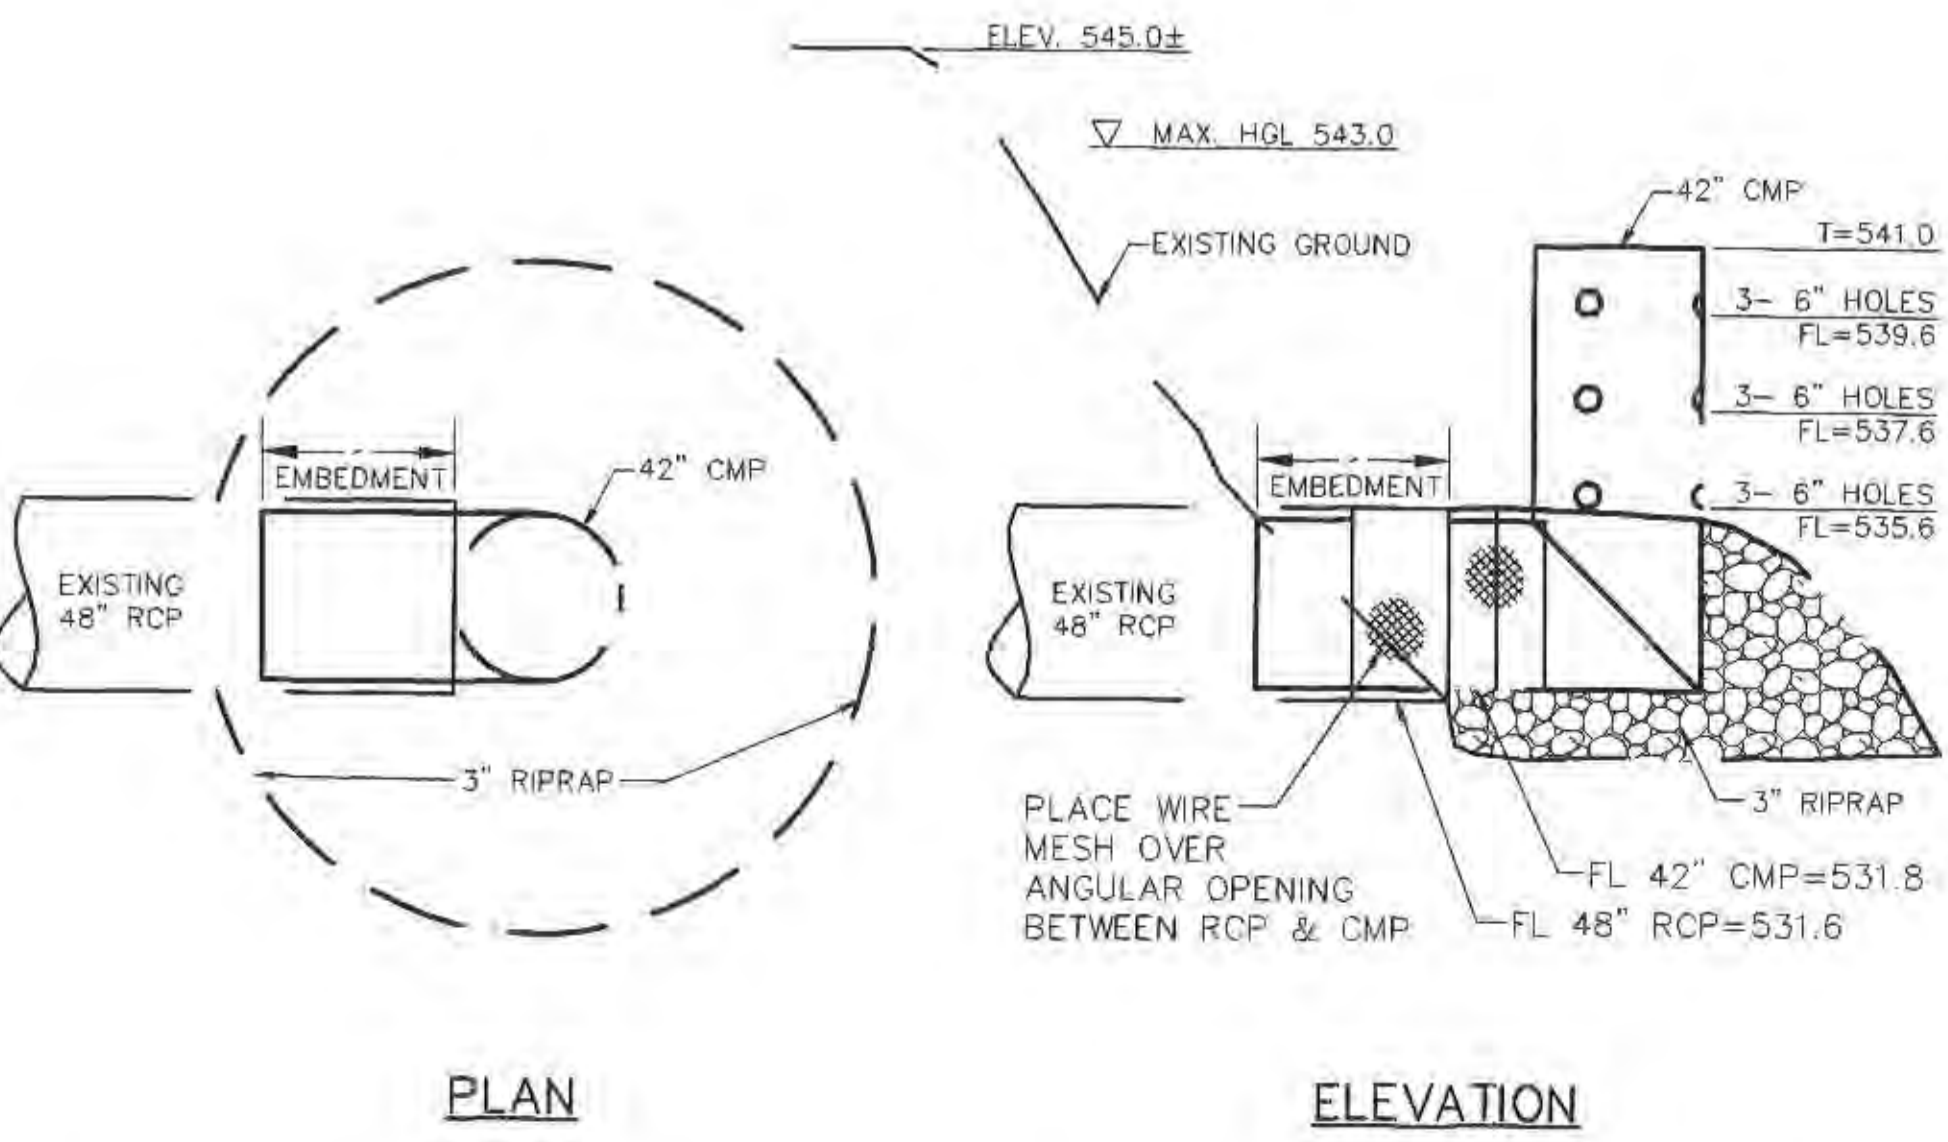 ELEV. 545.0±
MAX. HGL 543.0
42" CMP
T=541.0
EXISTING GROUND
3- 6" HOLES
FL=539.6
3- 6" HOLES
FL=537.6
3- 6" HOLES
FL=535.6
EMBEDMENT
42" CMP
EMBEDMENT
EXISTING
48" RCP
EXISTING
48" RCP
3" RIPRAP
PLACE WIRE
MESH OVER
ANGULAR OPENING
BETWEEN RCP & CMP
3" RIPRAP
FL 42" CMP=531.8
FL 48" RCP=531.6
PLAN
ELEVATION